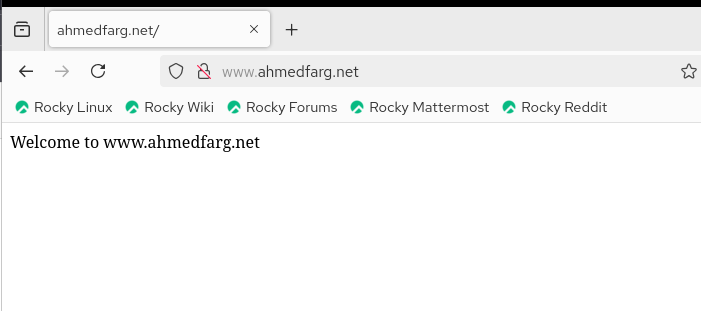 ahmedfarg.net/
www.ahmedfarg.net
Rocky Linux Rocky Wiki Rocky Forums Rocky Mattermost Rocky Reddit
Welcome to www.ahmedfarg.net